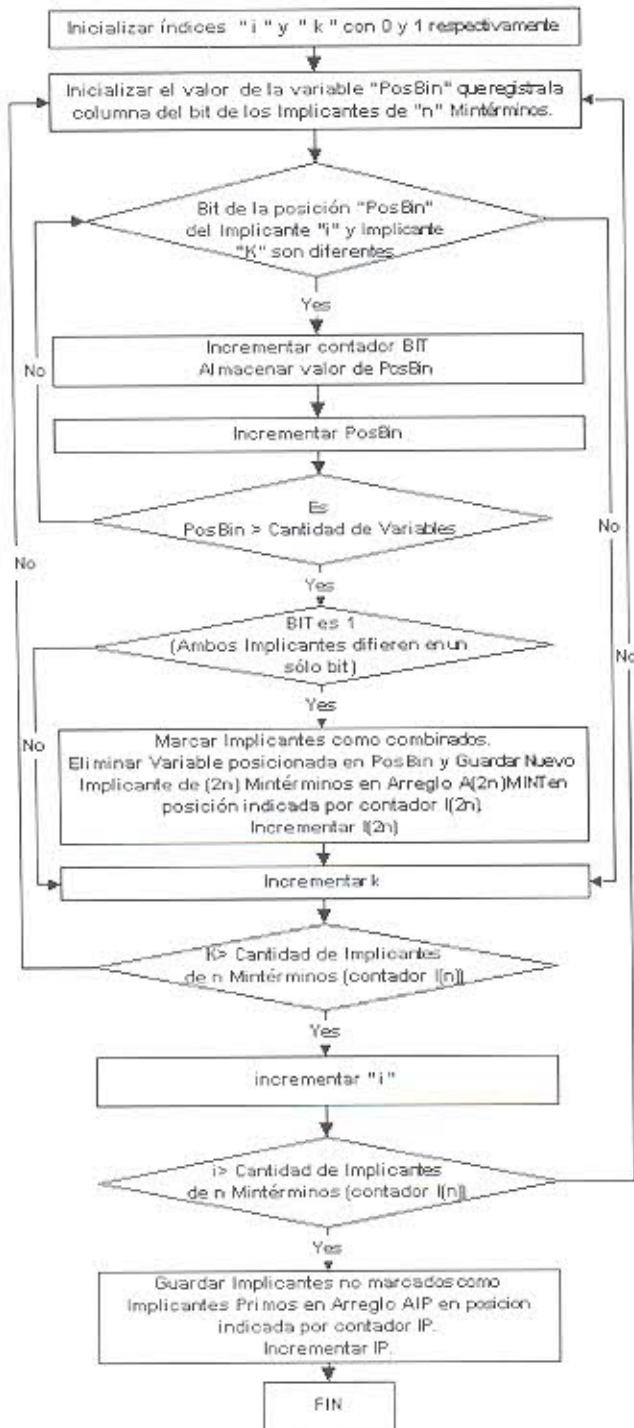 Inicializar índices "i" y "k" con 0 y 1 respectivamente
Inicializar el valor de la variable "PosBin" que registra la
columna del bit de los Implicantes de "n" Mintérminos.
Bit de la posición "PosBin"
del Implicante "i" y Implicante
"K" son diferentes
Yes
No
Incrementar contador BIT
Almacenar valor de PosBin
Incrementar PosBin
Es
PosBin > Cantidad de Variables
No
No
Yes
BIT es 1
(Ambos Implicantes difieren en un
sólo bit)
No
Yes
No
Marcar Implicantes como combinados.
Eliminar Variable posicionada en PosBin y Guardar Nuevo
Implicante de (2n) Mintérminos en Arreglo A(2n)MINT en
posición indicada por contador I(2n)
Incrementar I(2n)
Incrementar k
K> Cantidad de Implicantes
de n Mintérminos (contador I(n))
Yes
incrementar "i"
i> Cantidad de Implicantes
de n Mintérminos (contador I(n))
Yes
Guardar Implicantes no marcados como
Implicantes Primos en Arreglo AIP en posicion
indicada por contador IP.
Incrementar IP.
FIN